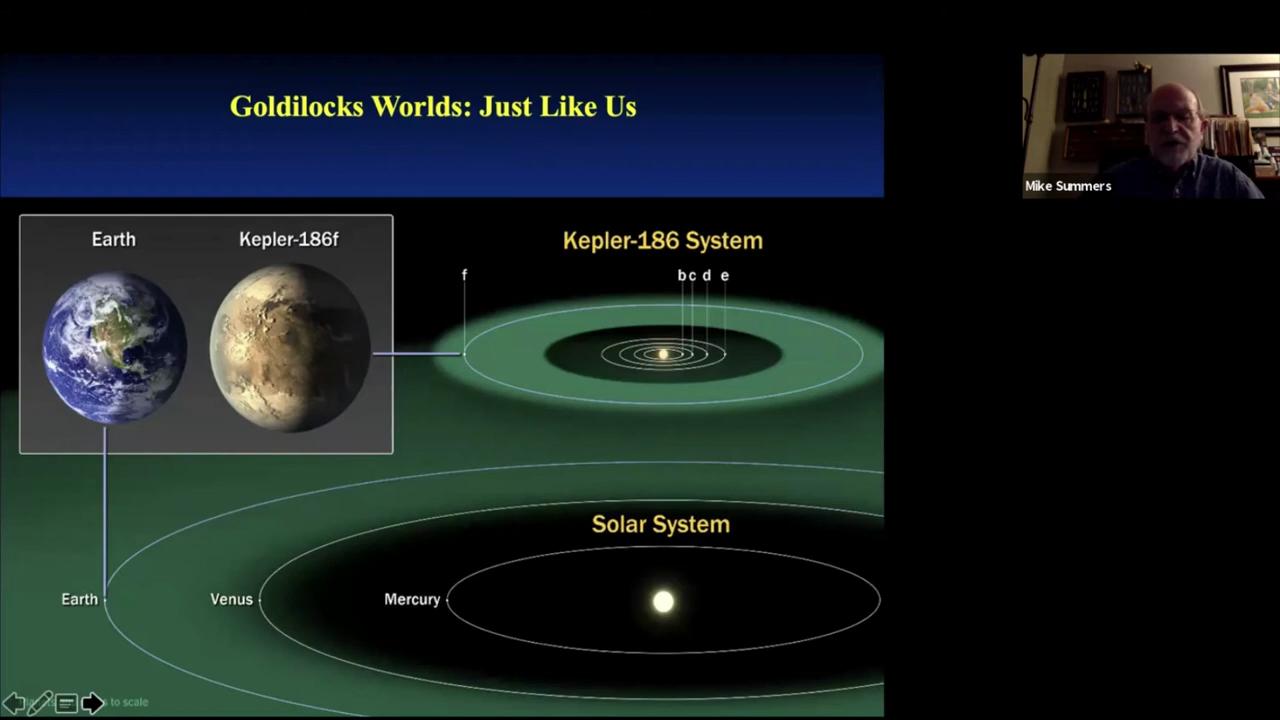 Goldilocks Worlds: Just Like Us
Mike Summers
Earth
Kepler-186f
Kepler-186 System
f
b c d e
Solar System
Earth
Venus
Mercury
to scale